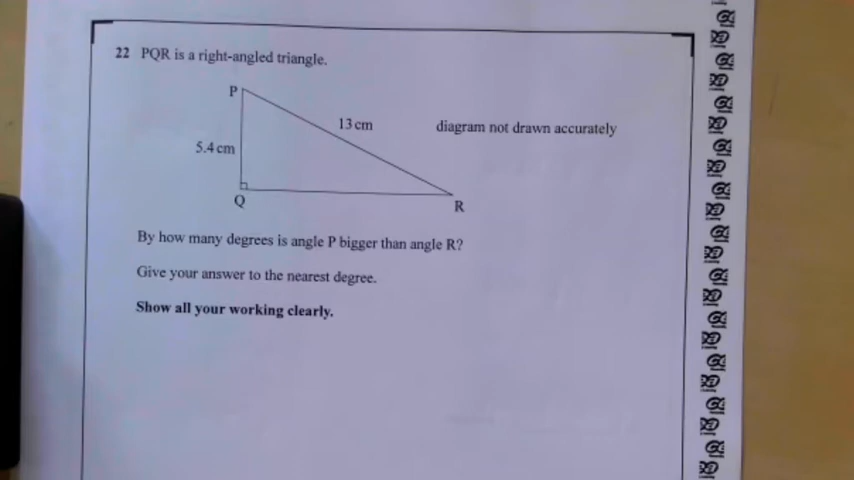 22 PQR is a right-angled triangle.
P
13 cm
diagram not drawn accurately
5.4 cm
Q
R
By how many degrees is angle P bigger than angle R?
Give your answer to the nearest degree.
Show all your working clearly.